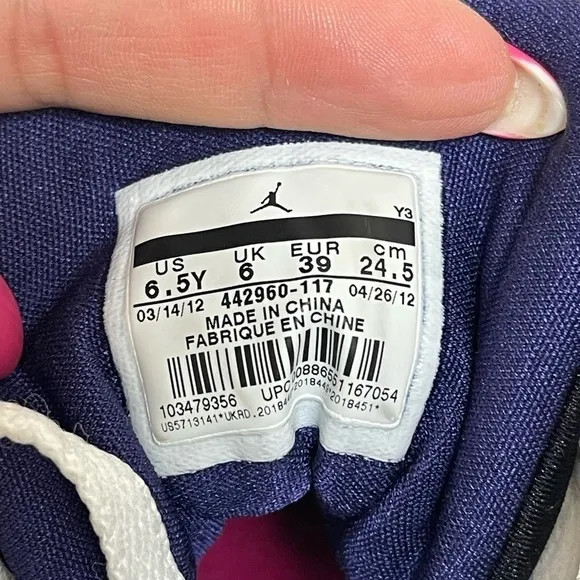 Y3
US UK EUR cm
6.5Y 6 39 24.5
03/14/12 442960-117 04/26/12
MADE IN CHINA
FABRIQUE EN CHINE
103479356